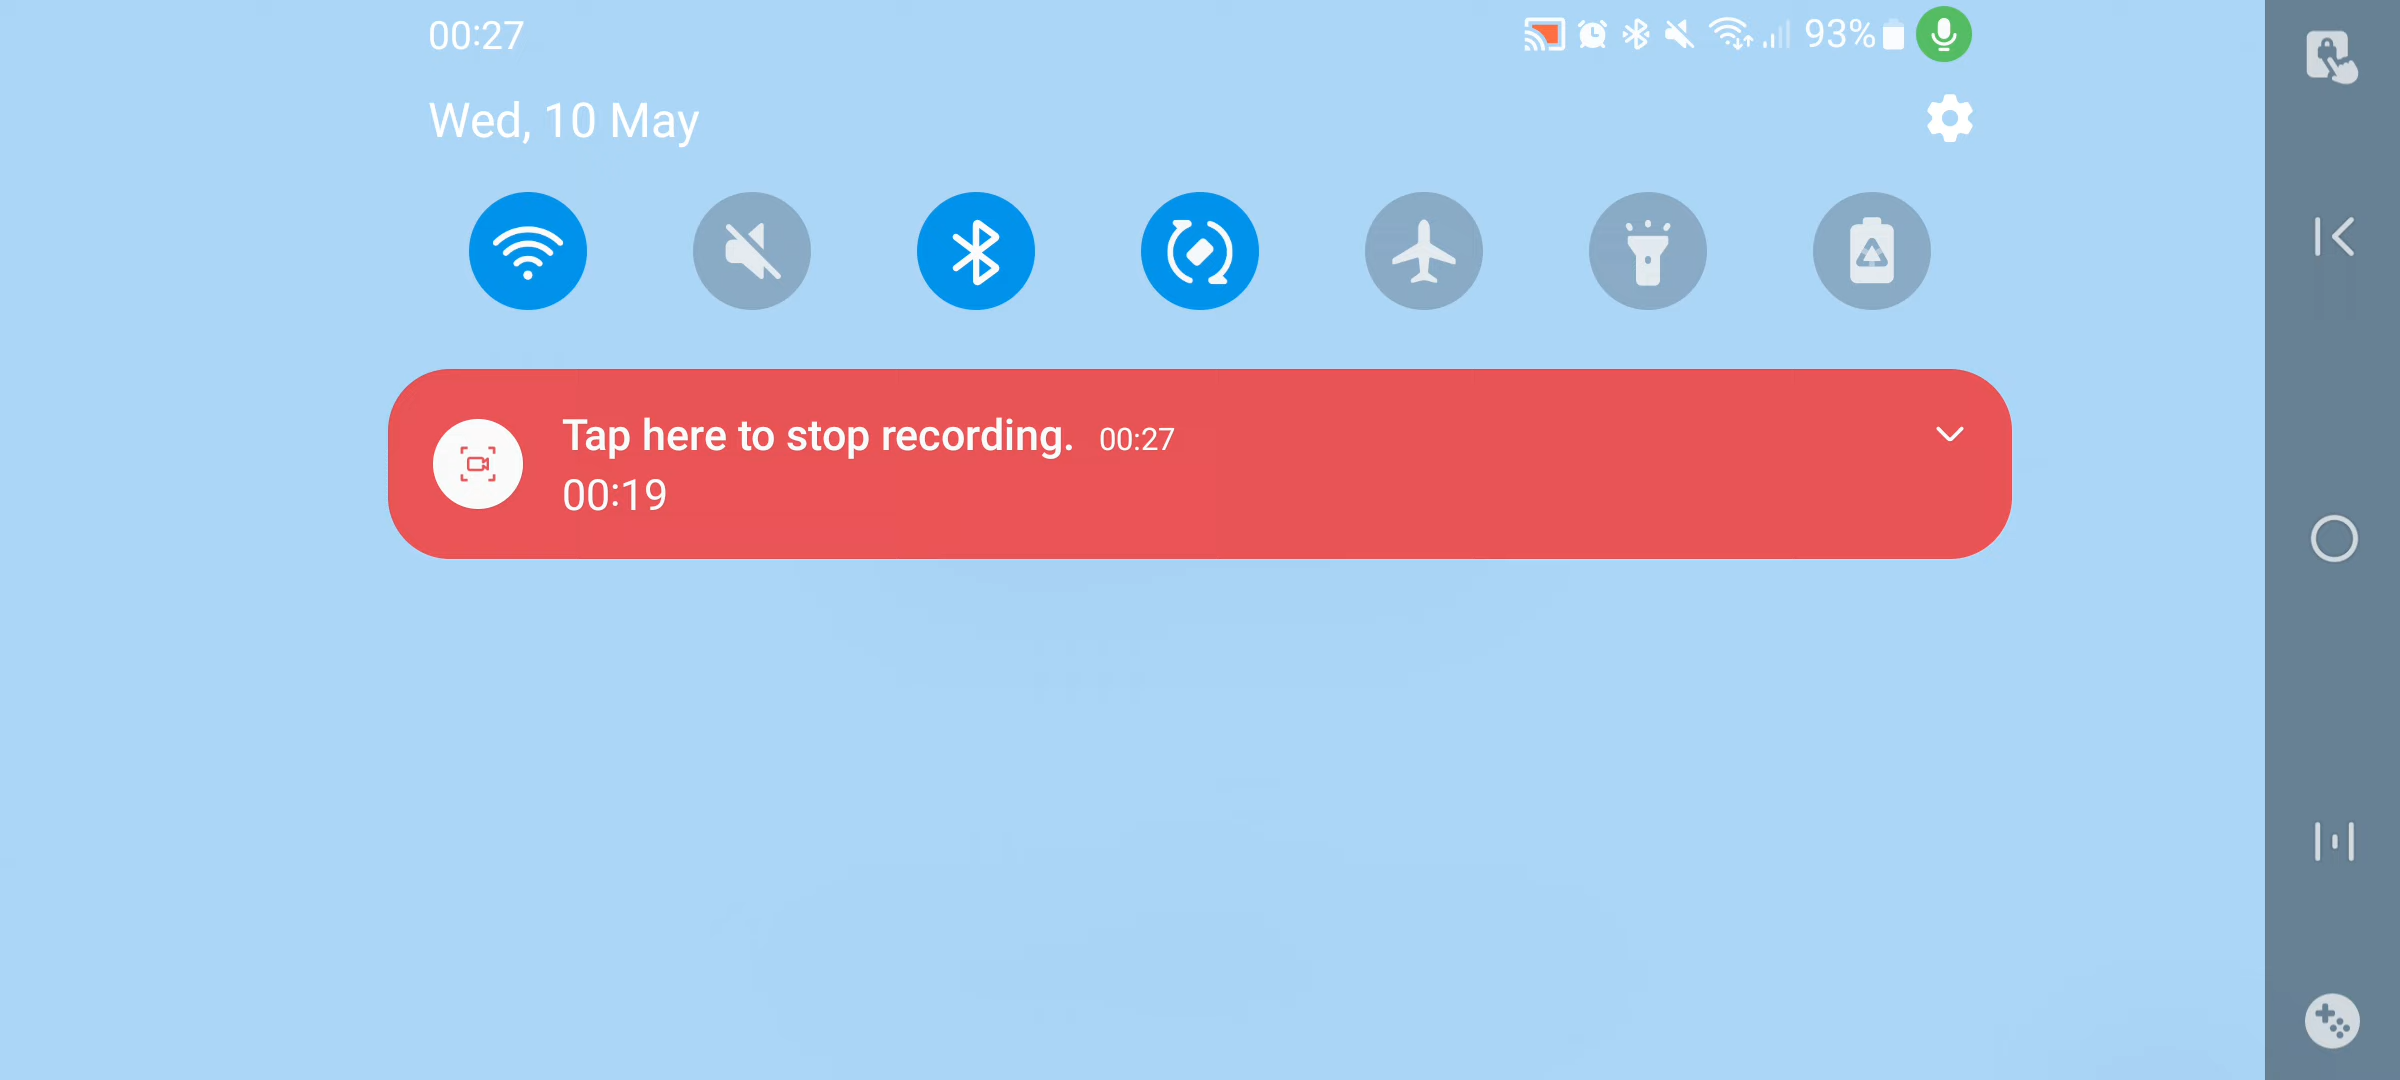 00:27
93%
Wed, 10 May
Tap here to stop recording. 00:27
00:19